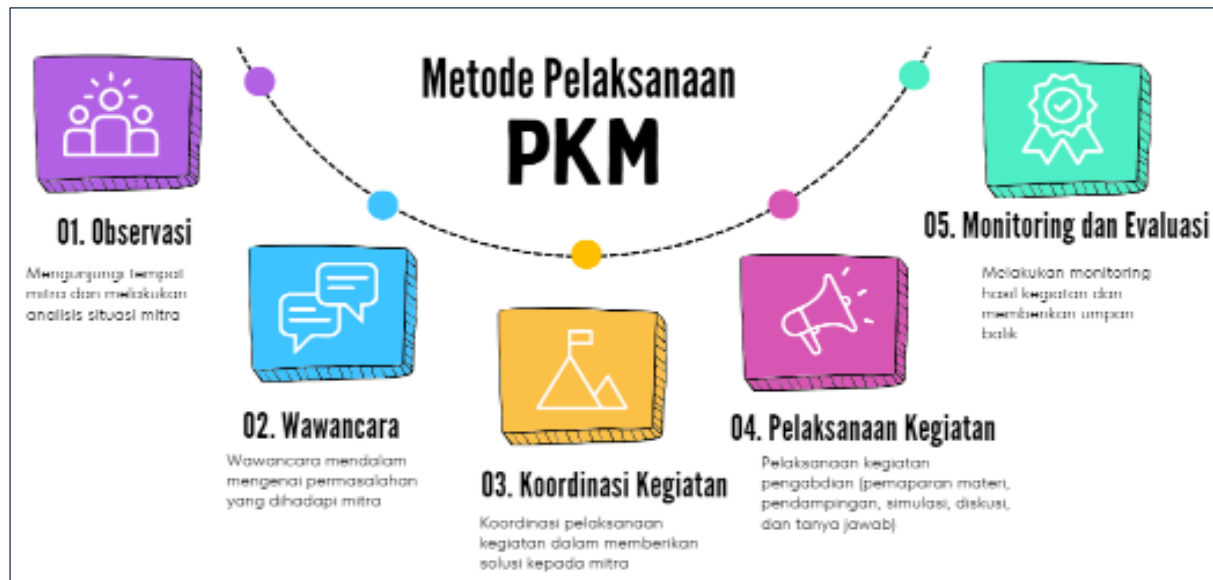 Metode Pelaksanaan
PKM
01. Observasi
Mengunjungi tempat
mitra dan melakukan
analisis situasi mitra
02. Wawancara
Wawancara mendalam
mengenai permasalahan
yang dihadapi mitra
03. Koordinasi Kegiatan
Koordinasi pelaksanaan
kegiatan dalam memberikan
solusi kepada mitra
04. Pelaksanaan Kegiatan
Pelaksanaan kegiatan
pengabdian (pemaparan materi,
pendampingan, simulasi, diskusi,
dan tanya jawab)
05. Monitoring dan Evaluasi
Melakukan monitoring
hasil kegiatan dan
memberikan umpan
balik